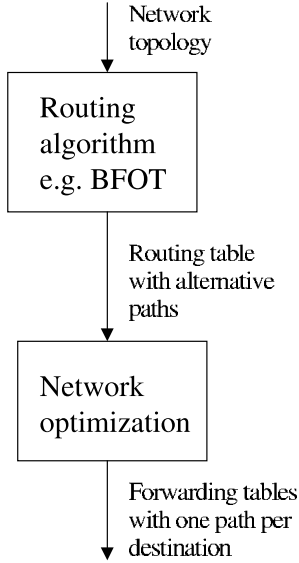 Network
topology
Routing
algorithm
e.g. BFOT
Routing table
with alternative
paths
Network
optimization
Forwarding tables
with one path per
destination